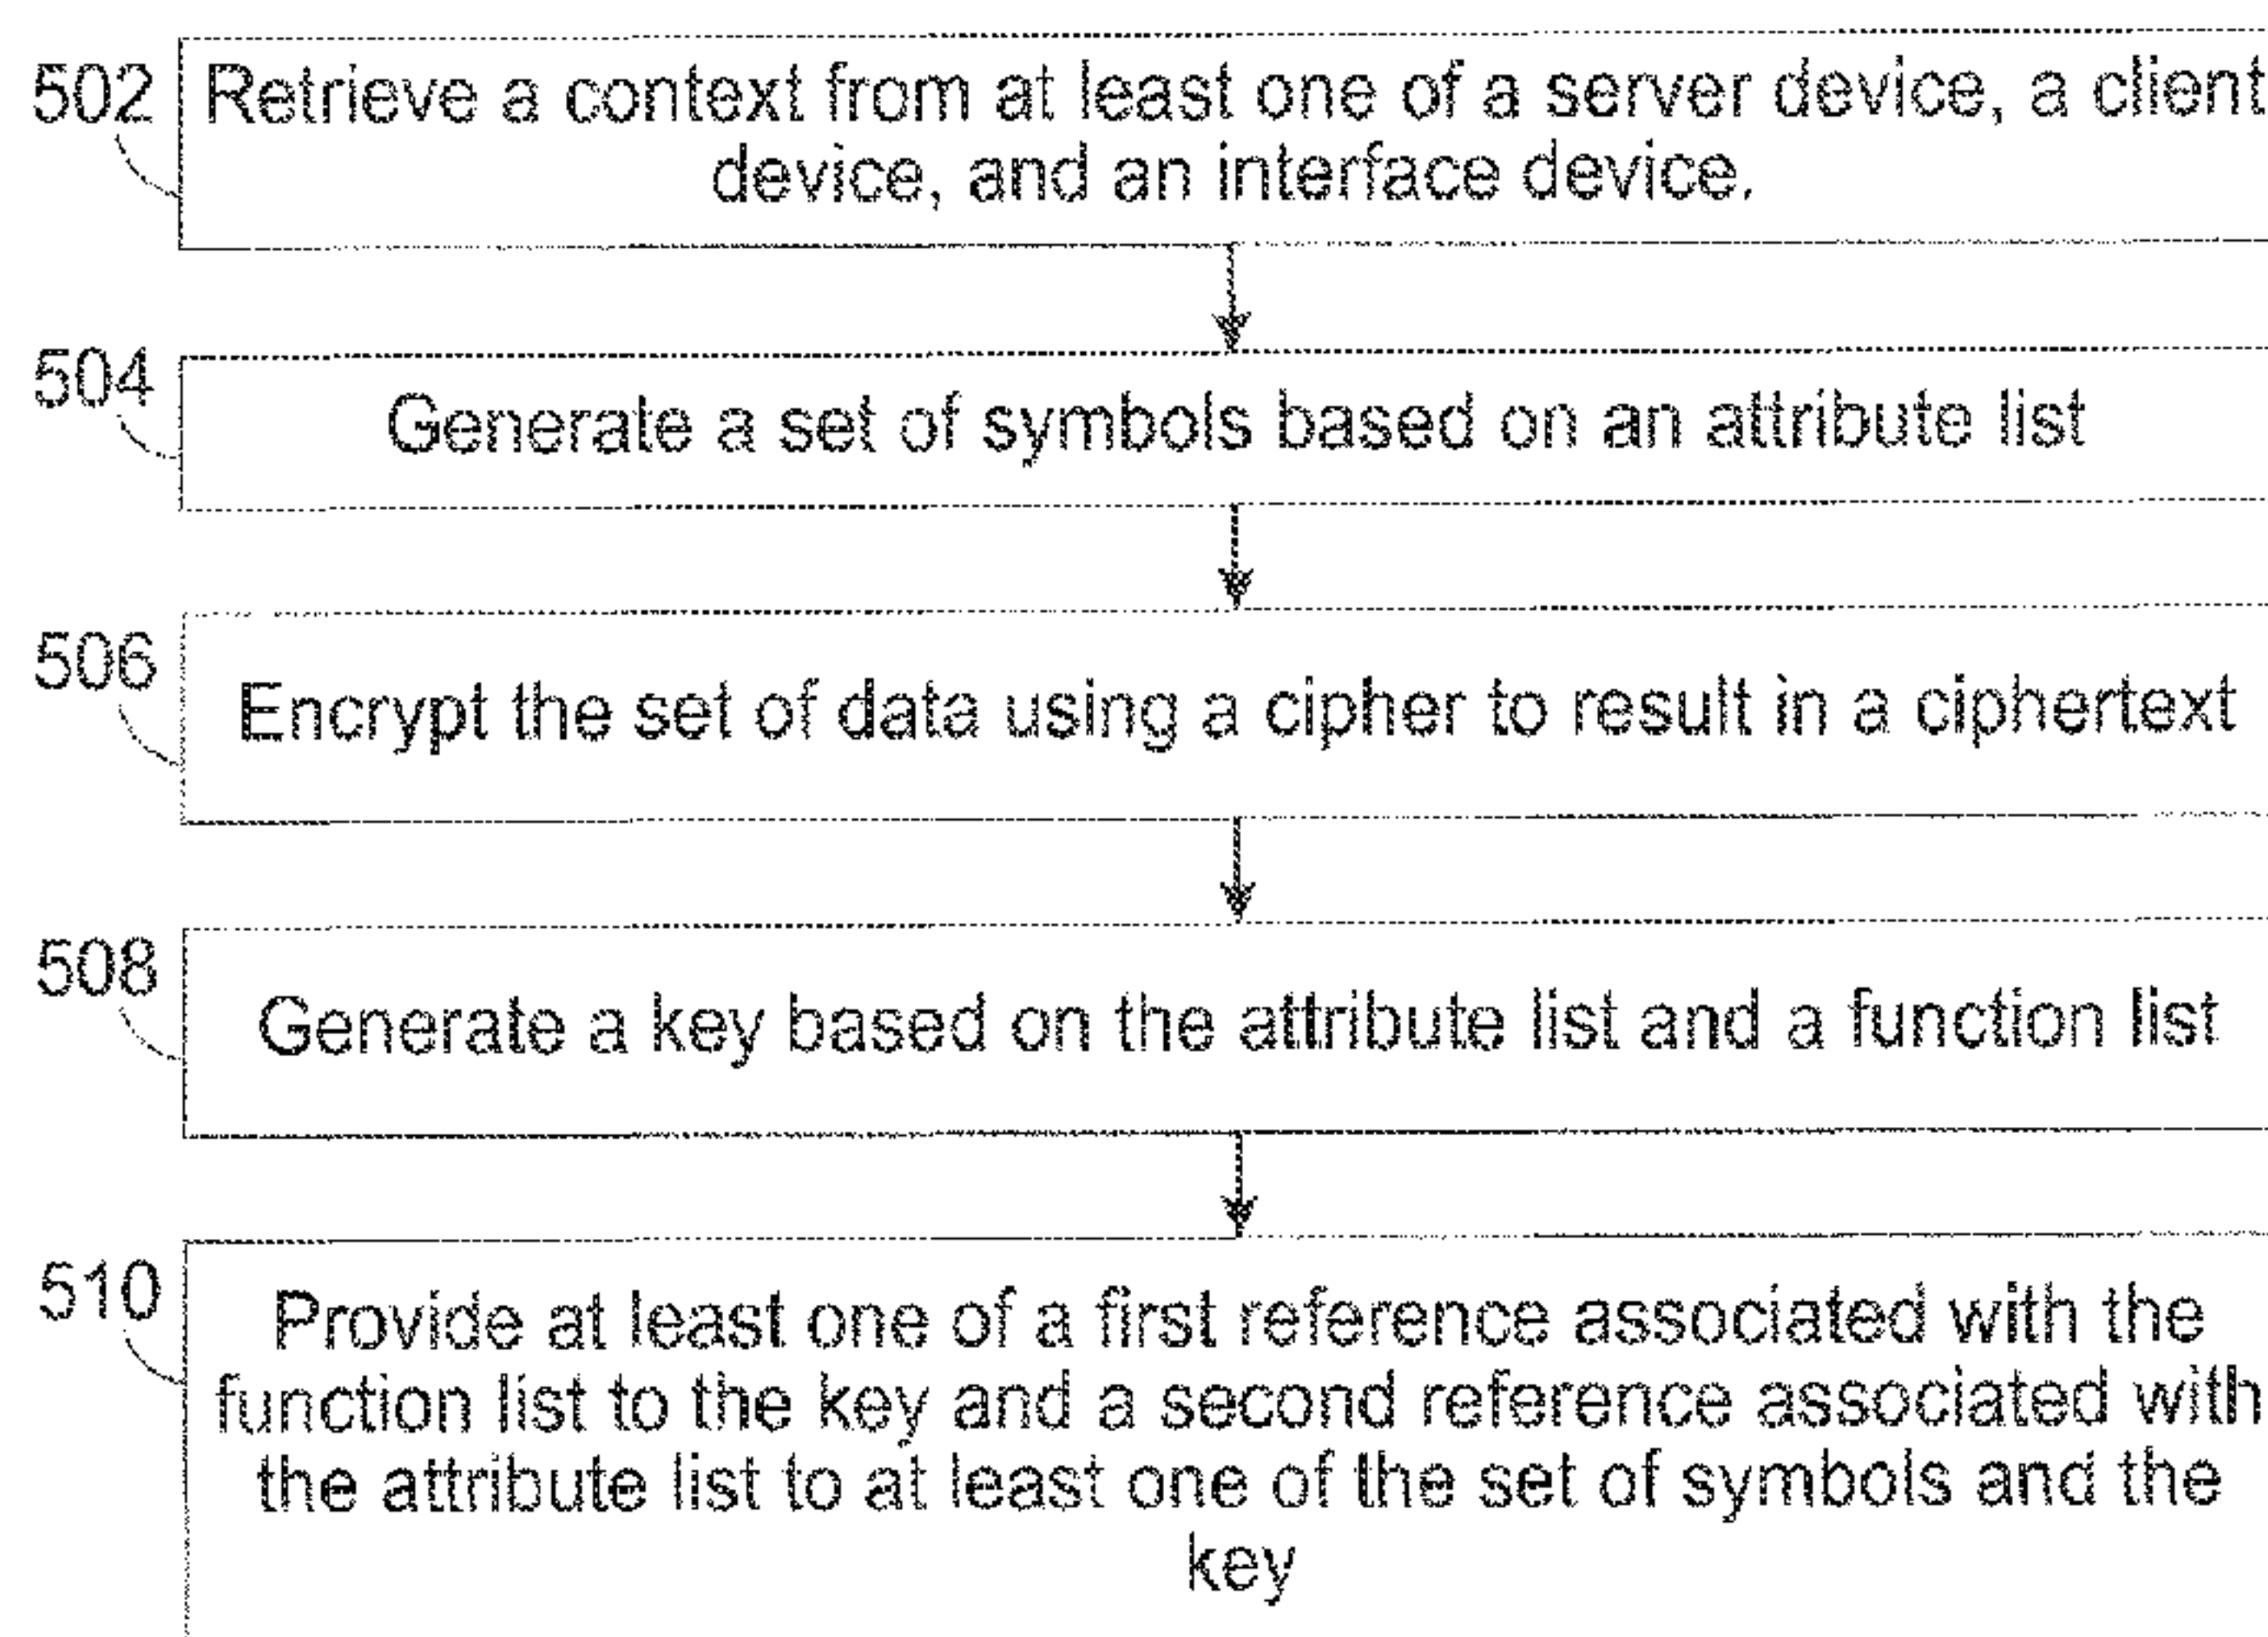 502
Retrieve a context from at least one of a server device, a client
device, and an interface device.
504
Generate a set of symbols based on an attribute list
506
Encrypt the set of data using a cipher to result in a ciphertext
508
Generate a key based on the attribute list and a function list
510
Provide at least one of a first reference associated with the
function list to the key and a second reference associated with
the attribute list to at least one of the set of symbols and the
key